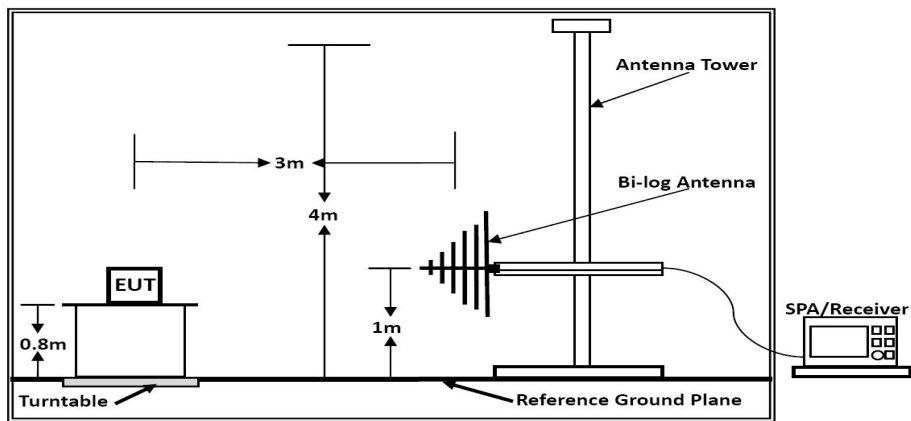 Antenna Tower
3m
Bi-log Antenna
4m
EUT
SPA/Receiver
1m
0.8m
Turntable
Reference Ground Plane